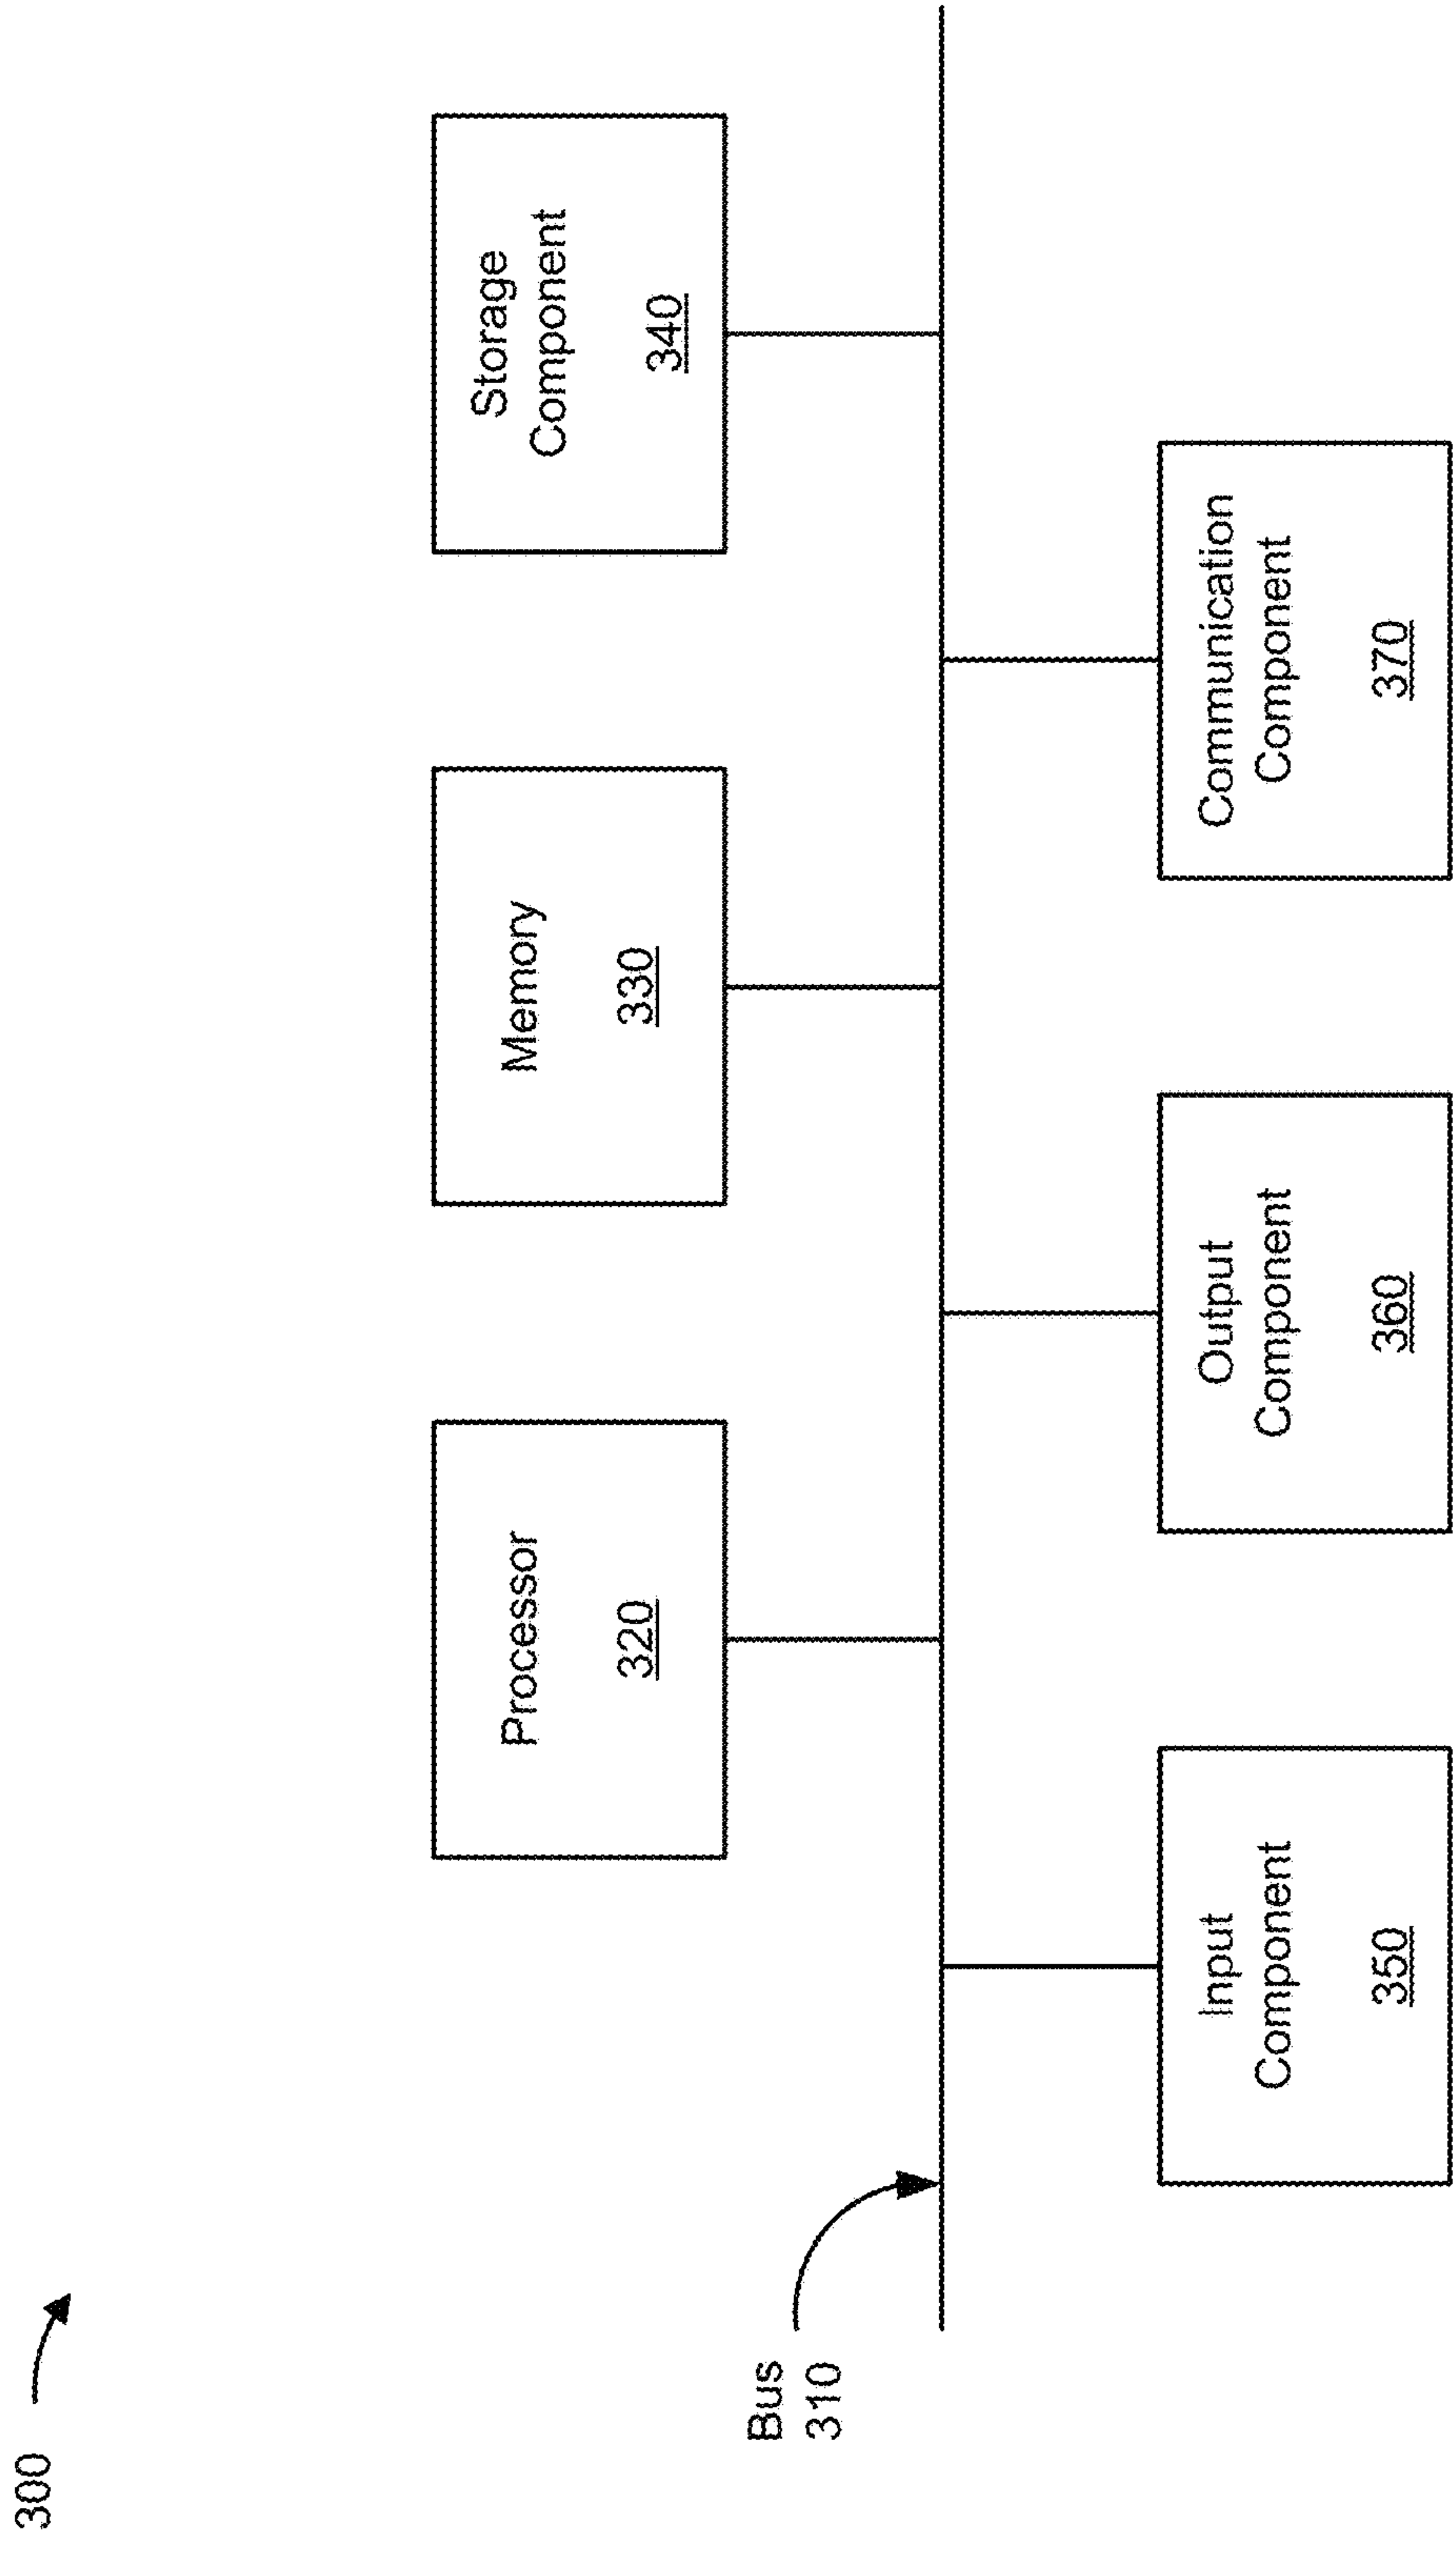 300
Processor
320
Memory
330
Storage
Component
340
Bus
310
Input
Component
350
Output
Component
360
Communication
Component
370